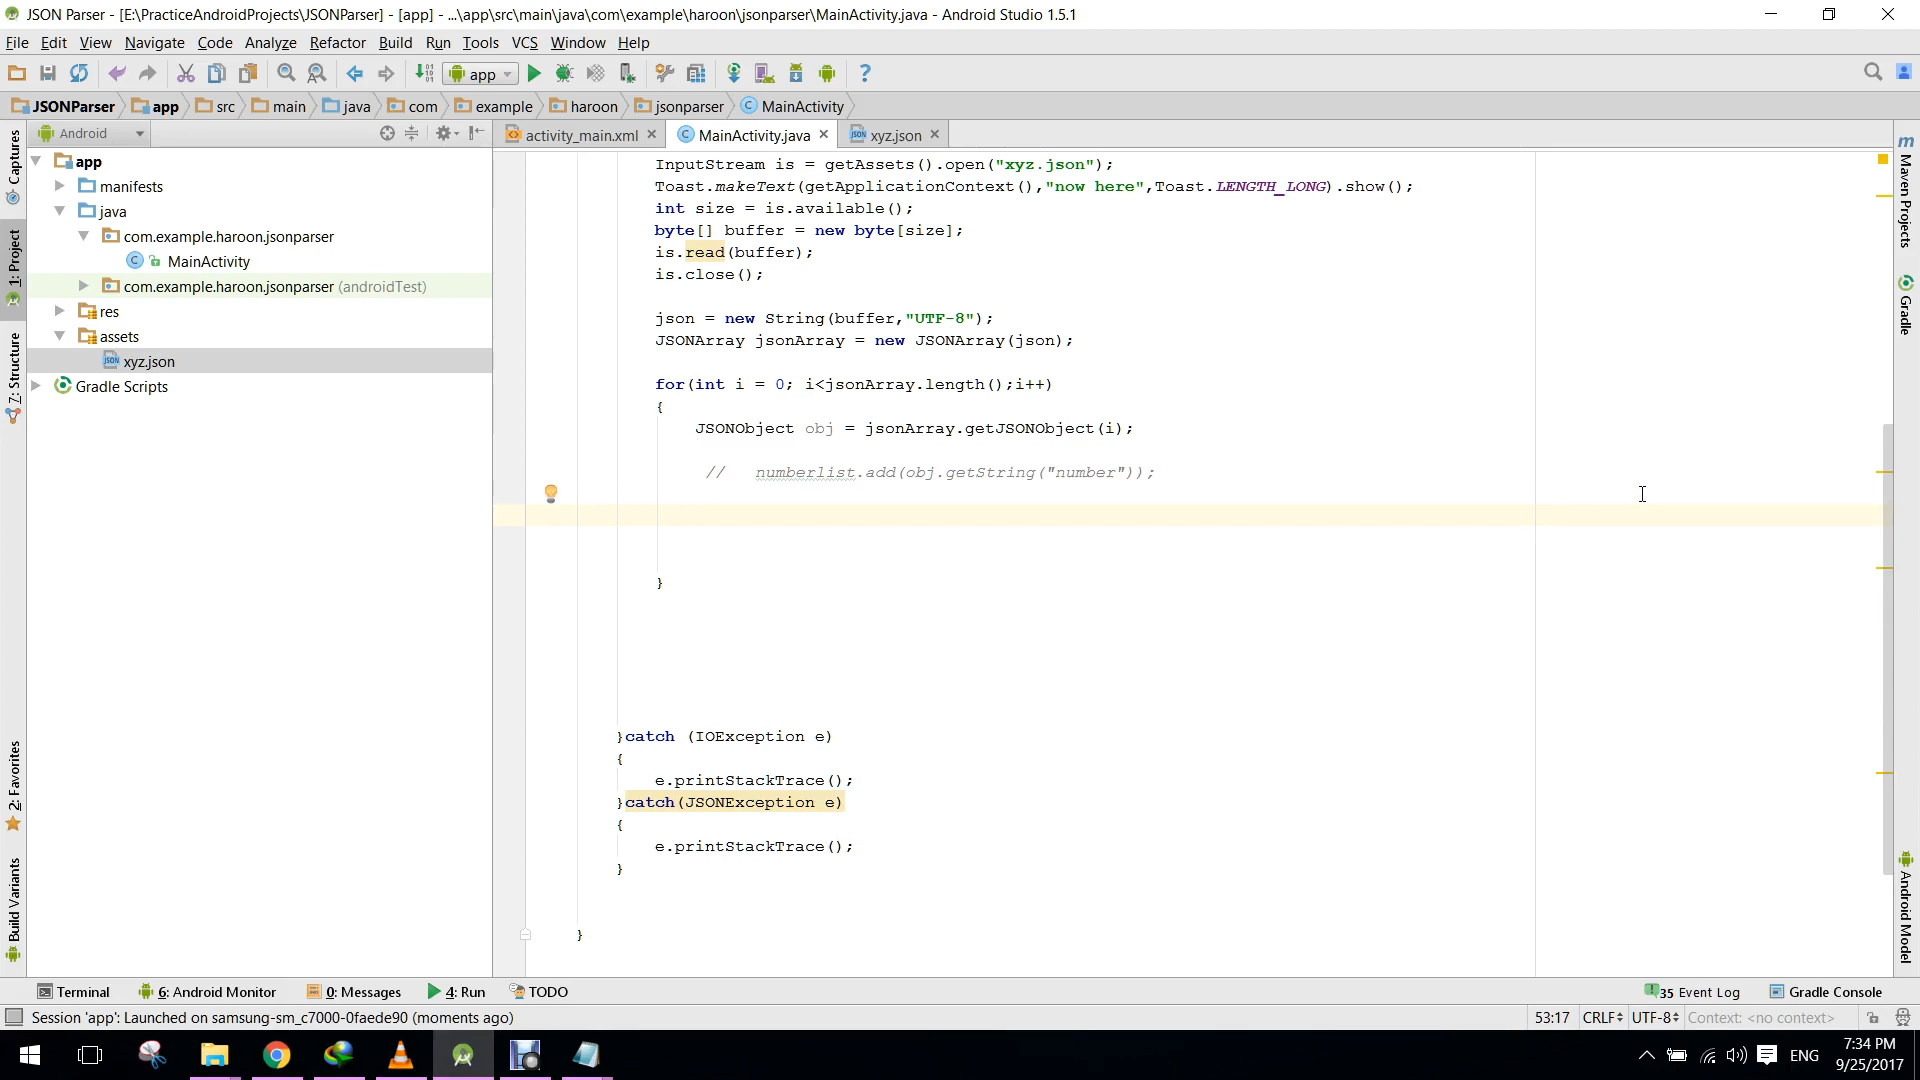 JSON Parser - [E:\PracticeAndroidProjects\JSONParser] - [app] - ...\app\src\main\java\com\example\haroon\jsonparser\MainActivity.java - Android Studio 1.5.1
File Edit View Navigate Code Analyze Refactor Build Run Tools VCS Window Help
app
JSONParser app src main java com example haroon jsonparser MainActivity
Android
activity_main.xml MainActivity.java xyz.json
app
manifests
java
com.example.haroon.jsonparser
MainActivity
com.example.haroon.jsonparser (androidTest)
res
assets
xyz.json
Gradle Scripts
Captures
1: Project
7: Structure
2: Favorites
Build Variants
InputStream is = getAssets().open("xyz.json");
Toast.makeText(getApplicationContext(),"now here",Toast.LENGTH_LONG).show();
int size = is.available();
byte[] buffer = new byte[size];
is.read(buffer);
is.close();
json = new String(buffer,"UTF-8");
JSONArray jsonArray = new JSONArray(json);
for(int i = 0; i<jsonArray.length();i++)
{
JSONObject obj = jsonArray.getJSONObject(i);
// numberlist.add(obj.getString("number"));
}
}catch (IOException e)
{
e.printStackTrace();
}catch(JSONException e)
{
e.printStackTrace();
}
}
Maven Projects
Gradle
Android Model
Terminal 6: Android Monitor 0: Messages 4: Run TODO 35 Event Log Gradle Console
Session 'app': Launched on samsung-sm_c7000-0faede90 (moments ago) 53:17 CRLF UTF-8 Context: <no context>
ENG
7:34 PM
9/25/2017